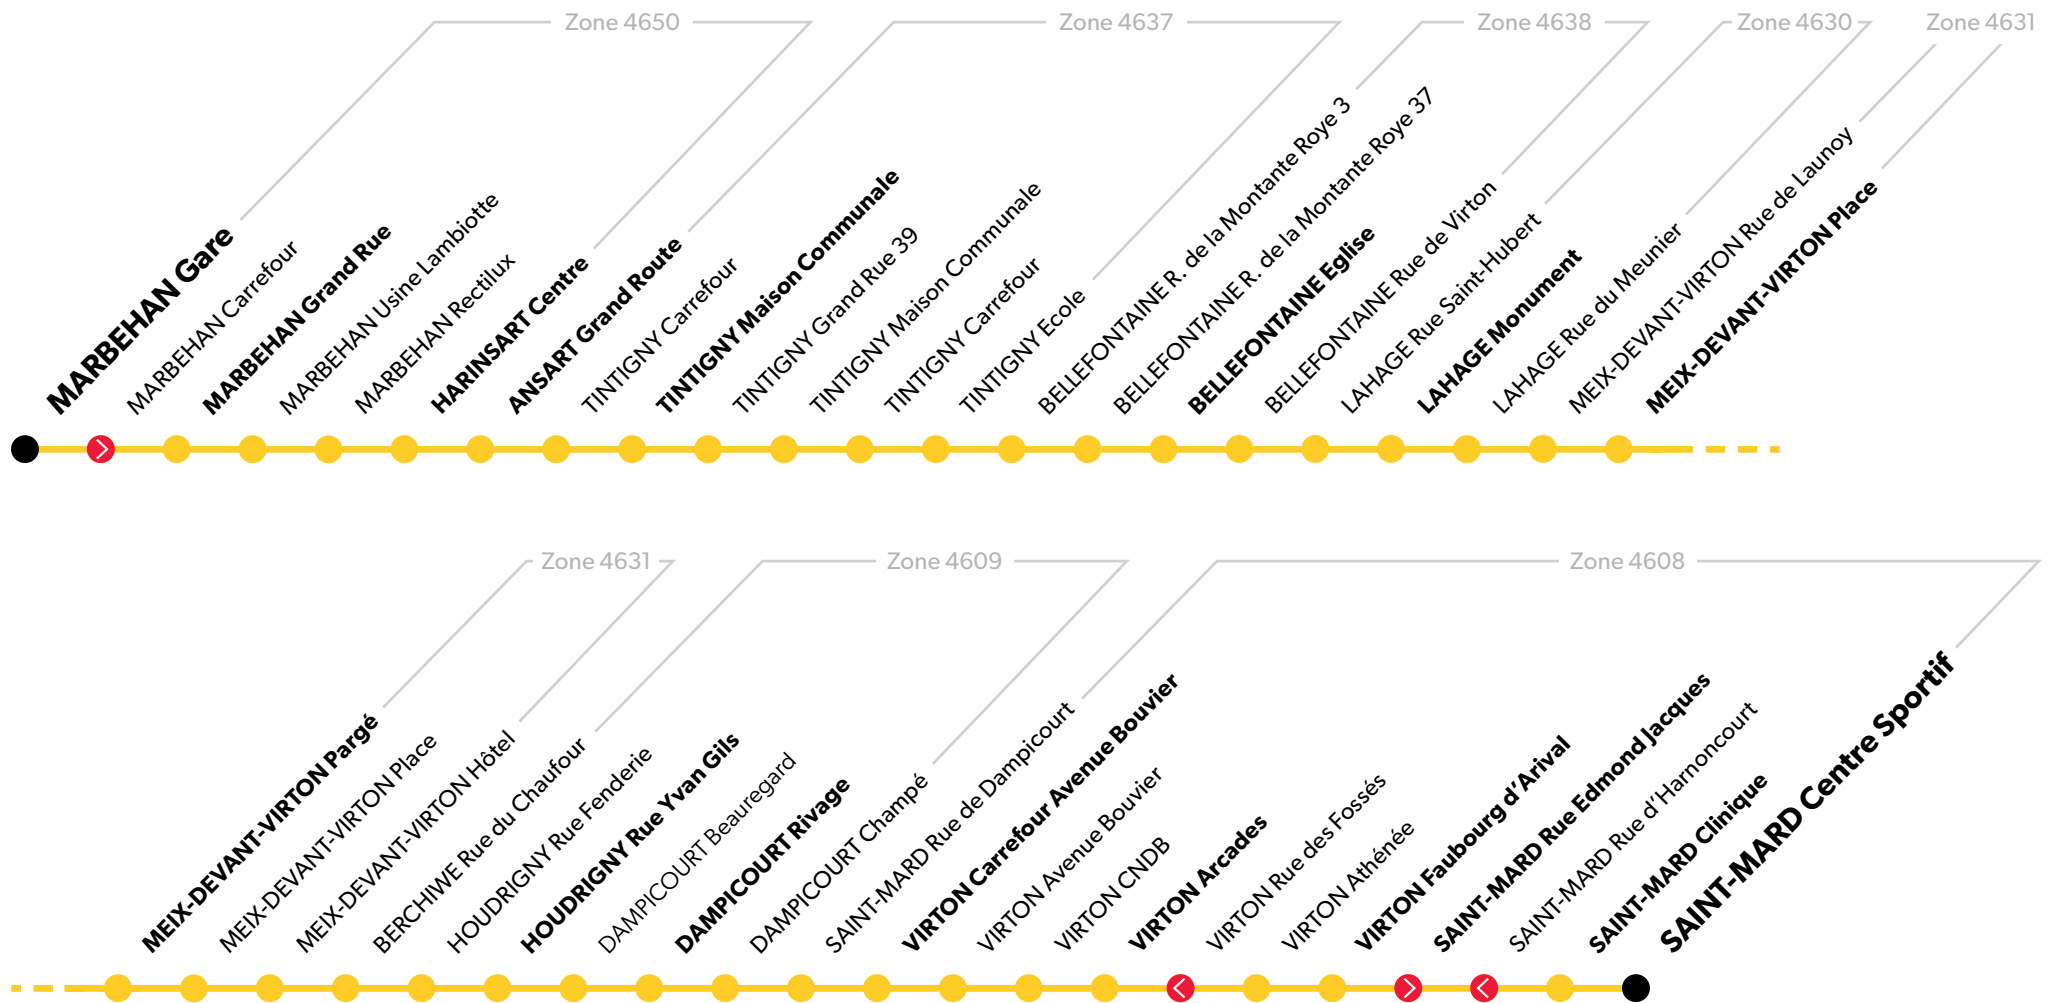 Zone 4650
Zone 4637
Zone 4638
Zone 4630
Zone 4631
MARBEHAN Gare
MARBEHAN Carrefour
MARBEHAN Grand Rue
MARBEHAN Usine Lambiotte
MARBEHAN Rectilux
HARINSART Centre
ANSART Grand Route
TINTIGNY Carrefour
TINTIGNY Maison Communale
TINTIGNY Grand Rue 39
TINTIGNY Maison Communale
TINTIGNY Carrefour
TINTIGNY Ecole
BELLEFONTAINE R. de la Montante Roye 3
BELLEFONTAINE R. de la Montante Roye 37
BELLEFONTAINE Eglise
BELLEFONTAINE Rue de Virton
LAHAGE Rue Saint-Hubert
LAHAGE Monument
LAHAGE Rue du Meunier
MEIX-DEVANT-VIRTON Rue de Launoy
MEIX-DEVANT-VIRTON Place
Zone 4631
Zone 4609
Zone 4608
MEIX-DEVANT-VIRTON Pargé
MEIX-DEVANT-VIRTON Place
MEIX-DEVANT-VIRTON Hôtel
BERCHIWE Rue du Chaufour
HOUDRIGNY Rue Fenderie
HOUDRIGNY Rue Yvan Gils
DAMPICOURT Beauregard
DAMPICOURT Rivage
DAMPICOURT Champé
SAINT-MARD Rue de Dampicourt
VIRTON Carrefour Avenue Bouvier
VIRTON Avenue Bouvier
VIRTON CNDB
VIRTON Arcades
VIRTON Rue des Fossés
VIRTON Athénée
VIRTON Faubourg d'Arival
SAINT-MARD Rue Edmond Jacques
SAINT-MARD Rue d'Harnoncourt
SAINT-MARD Clinique
SAINT-MARD Centre Sportif